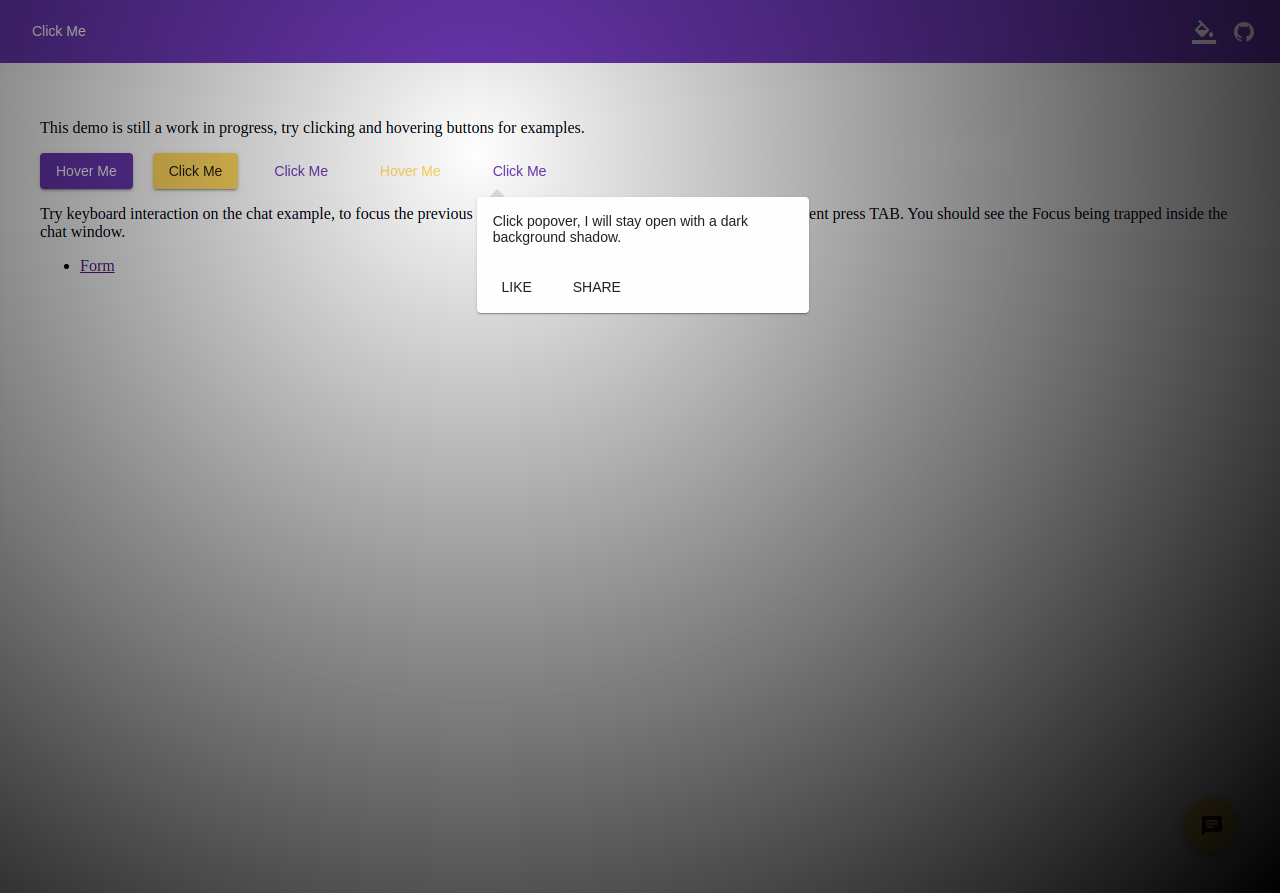 Click Me
This demo is still a work in progress, try clicking and hovering buttons for examples.
Hover Me Click Me Click Me Hover Me Click Me
Try keyboard interaction on the chat example, to focus the previous ent press TAB. You should see the Focus being trapped inside the
chat window.
Click popover, I will stay open with a dark
background shadow.
Form
LIKE SHARE